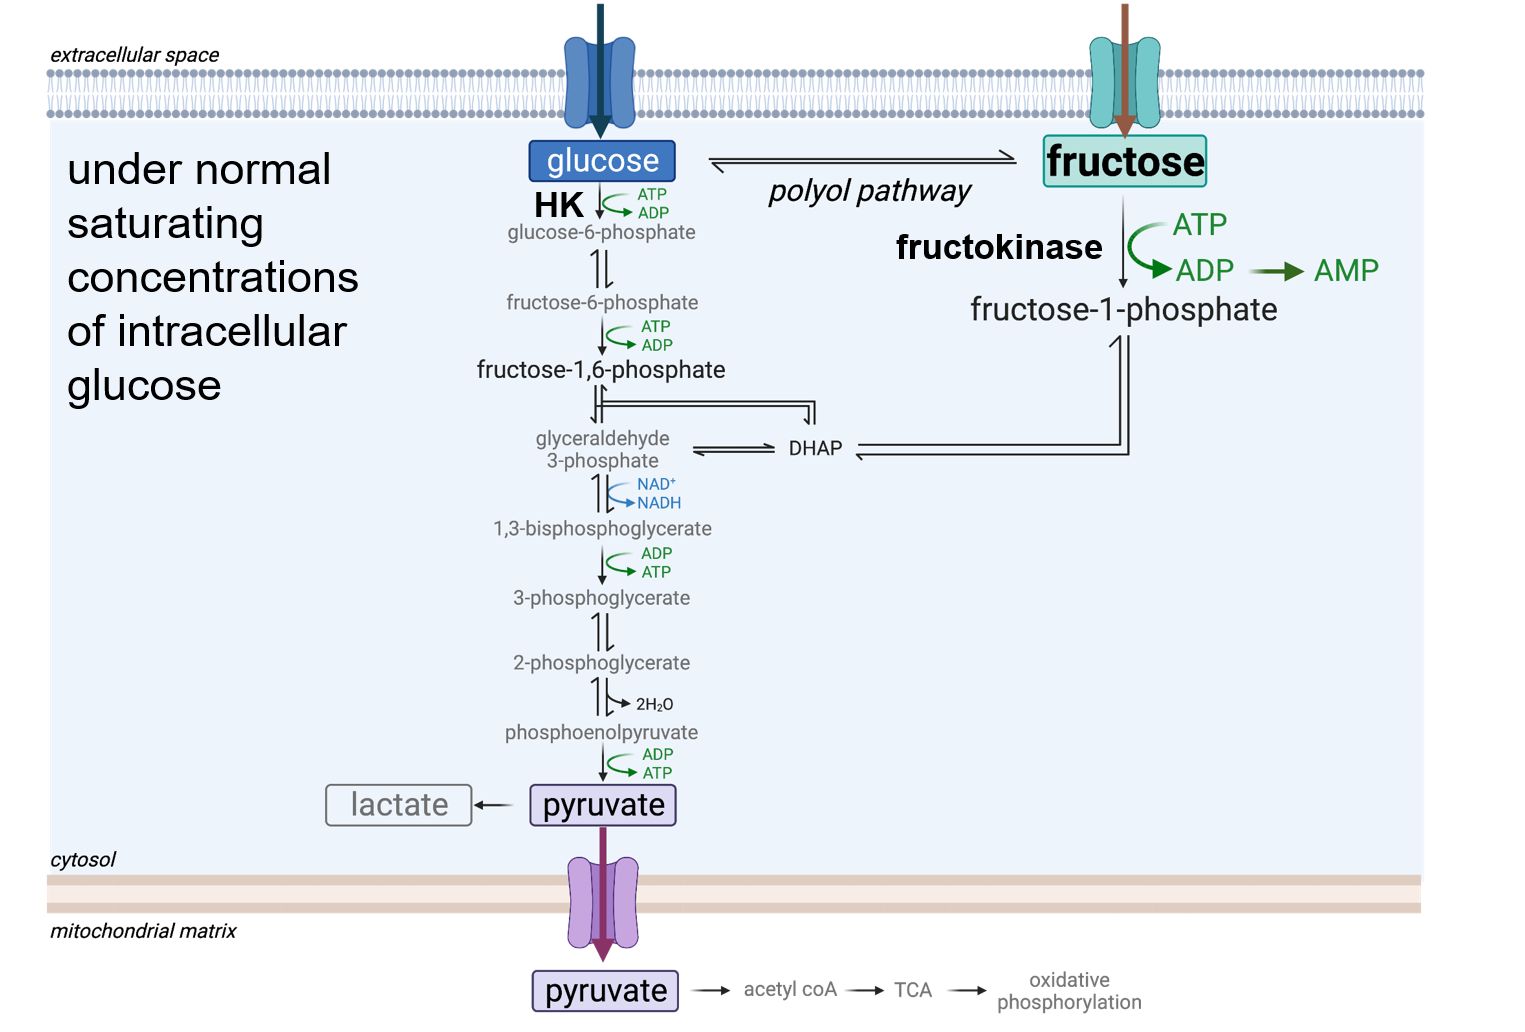 extracellular space
under normal
saturating
concentrations
of intracellular
glucose
glucose
polyol pathway
fructose
HK
ATP
ADP
glucose-6-phosphate
fructose-6-phosphate
ATP
ADP
fructose-1,6-phosphate
fructokinase
ATP
ADP
AMP
fructose-1-phosphate
glyceraldehyde
3-phosphate
DHAP
NAD⁺
NADH
1,3-bisphosphoglycerate
ADP
ATP
3-phosphoglycerate
2-phosphoglycerate
2H₂O
phosphoenolpyruvate
ADP
ATP
lactate
pyruvate
cytosol
mitochondrial matrix
pyruvate
acetyl coA
TCA
oxidative
phosphorylation